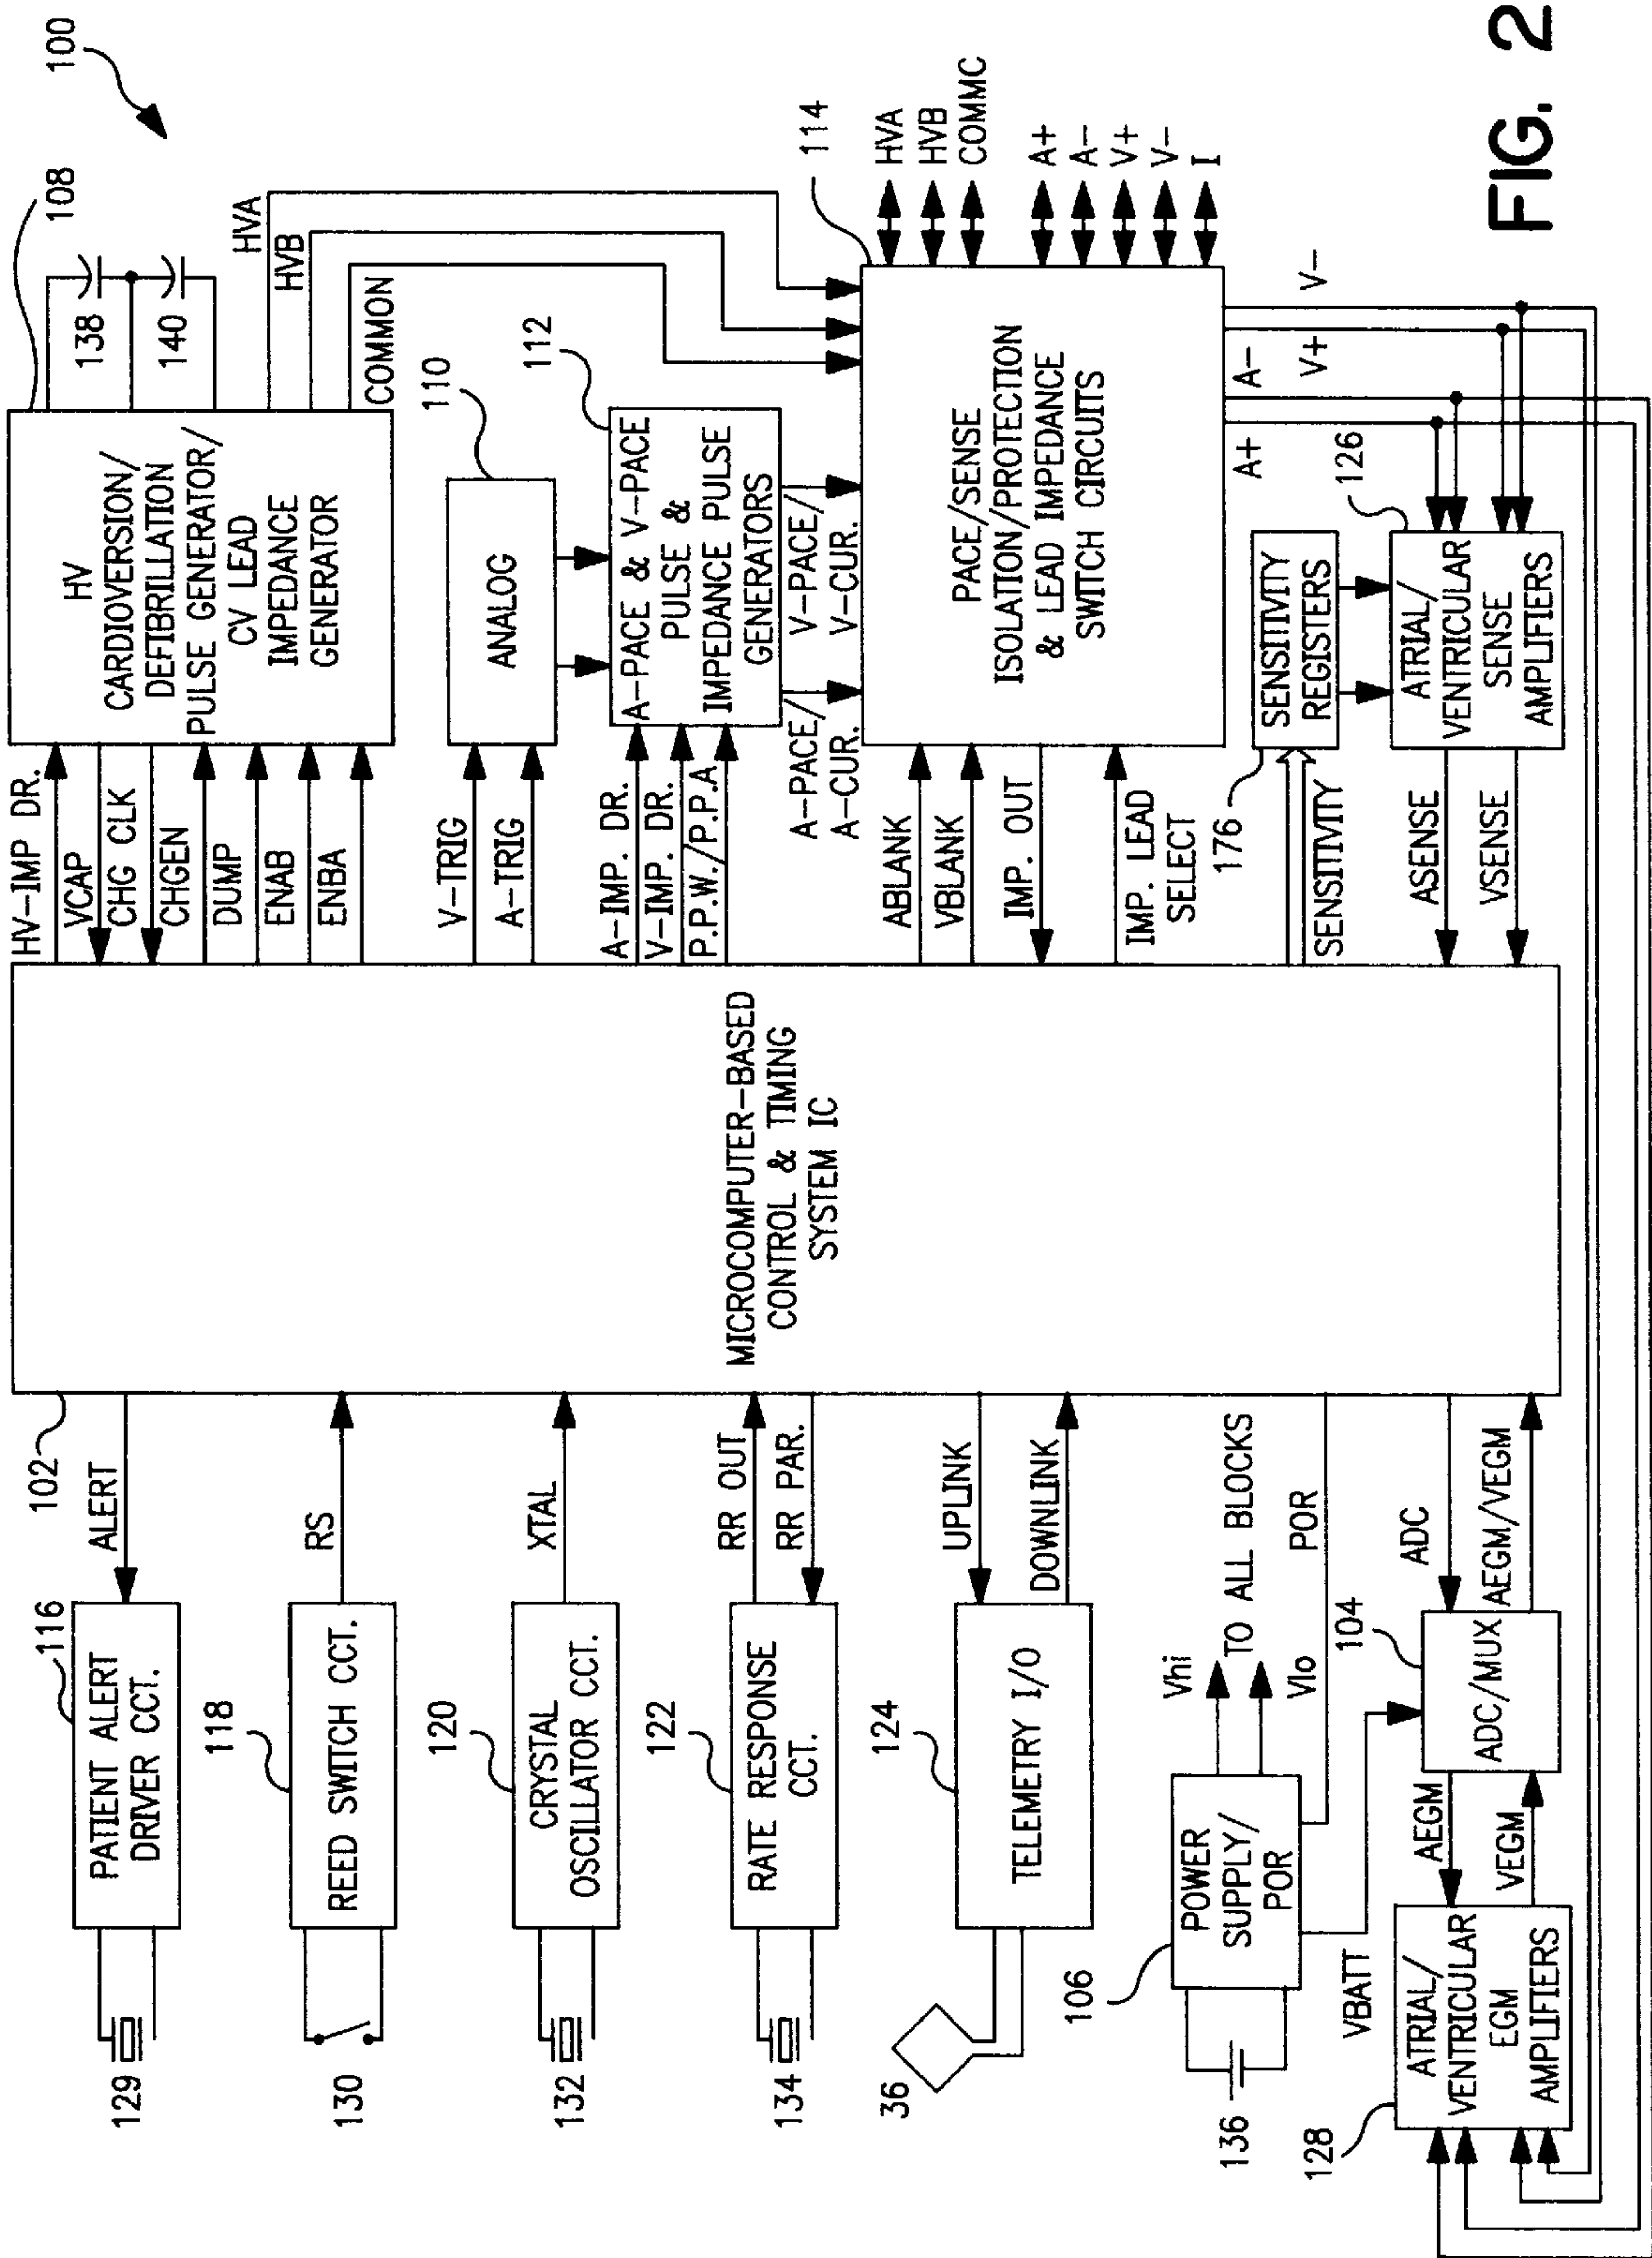 100
108
HV
CARDIOVERSION/
DEFIBRILLATION
PULSE GENERATOR/
CV LEAD
IMPEDANCE
GENERATOR
138
140
HVA
HVB
COMMON
110
ANALOG
112
A-PACE & V-PACE
PULSE &
IMPEDANCE PULSE
GENERATORS
A-PACE/
A-CUR.
V-PACE/
V-CUR.
114
PACE/SENSE
ISOLATION/PROTECTION
& LEAD IMPEDANCE
SWITCH CIRCUITS
HVA
HVB
COMMC
A+
A-
V+
V-
I
A+
A-
V+
V-
176
SENSITIVITY
REGISTERS
126
ATRIAL/
VENTRICULAR
SENSE
AMPLIFIERS
HV-IMP DR.
VCAP
CHG CLK
CHGEN
DUMP
ENAB
ENBA
V-TRIG
A-TRIG
A-IMP. DR.
V-IMP. DR.
P.P.W./P.P.A
ABLANK
VBLANK
IMP. OUT
IMP. LEAD
SELECT
SENSITIVITY
ASENSE
VSENSE
MICROCOMPUTER-BASED
CONTROL & TIMING
SYSTEM IC
102
ALERT
RS
XTAL
RR OUT
RR PAR.
UPLINK
DOWNLINK
Vhi
TO ALL BLOCKS
Vlo
POR
ADC
AEGM/VEGM
116
PATIENT ALERT
DRIVER CCT.
129
118
REED SWITCH CCT.
130
120
CRYSTAL
OSCILLATOR CCT.
132
122
RATE RESPONSE
CCT.
134
124
TELEMETRY I/O
36
106
POWER
SUPPLY/
POR
136
VBATT
104
ADC/MUX
AEGM
VEGM
128
ATRIAL/
VENTRICULAR
EGM
AMPLIFIERS
FIG. 2